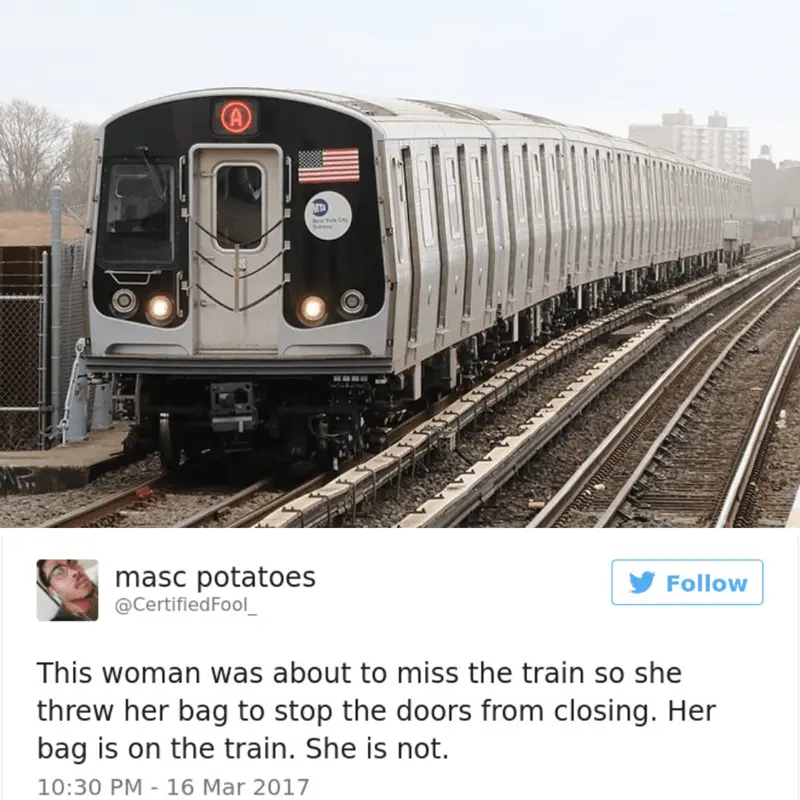 A
MTA
New York City
Subway
masc potatoes
@CertifiedFool_
Follow
This woman was about to miss the train so she
threw her bag to stop the doors from closing. Her
bag is on the train. She is not.
10:30 PM - 16 Mar 2017